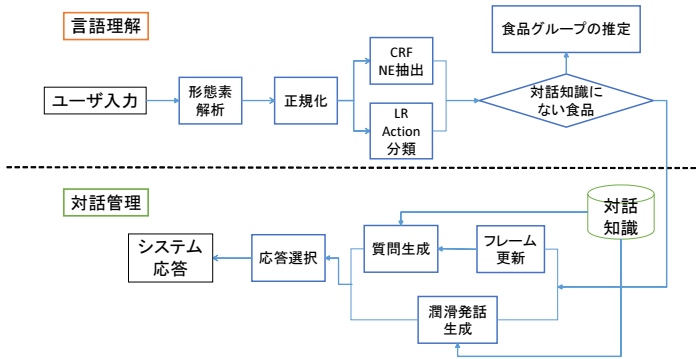 言語理解
食品グループの推定
CRF
NE抽出
ユーザ入力
形態素
解析
正規化
対話知識に
ない食品
LR
Action
分類
対話管理
対話
知識
システム
応答
応答選択
質問生成
フレーム
更新
潤滑発話
生成